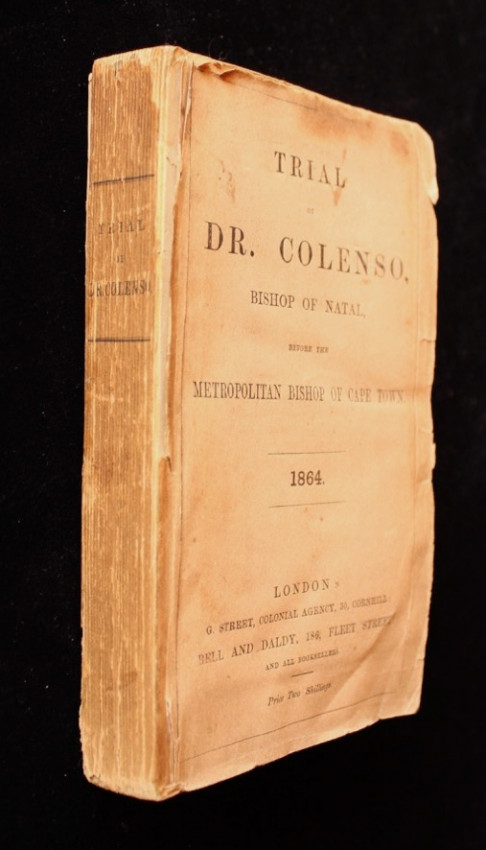 TRIAL
OF
DR. COLENSO
TRIAL
OF
DR. COLENSO,
BISHOP OF NATAL,
BEFORE THE
METROPOLITAN BISHOP OF CAPE TOWN.
1864.
LONDON:
G. STREET, COLONIAL AGENCY, 30, CORNHILL
BELL AND DALDY, 186, FLEET STREET
AND ALL BOOKSELLERS
Price Two Shillings